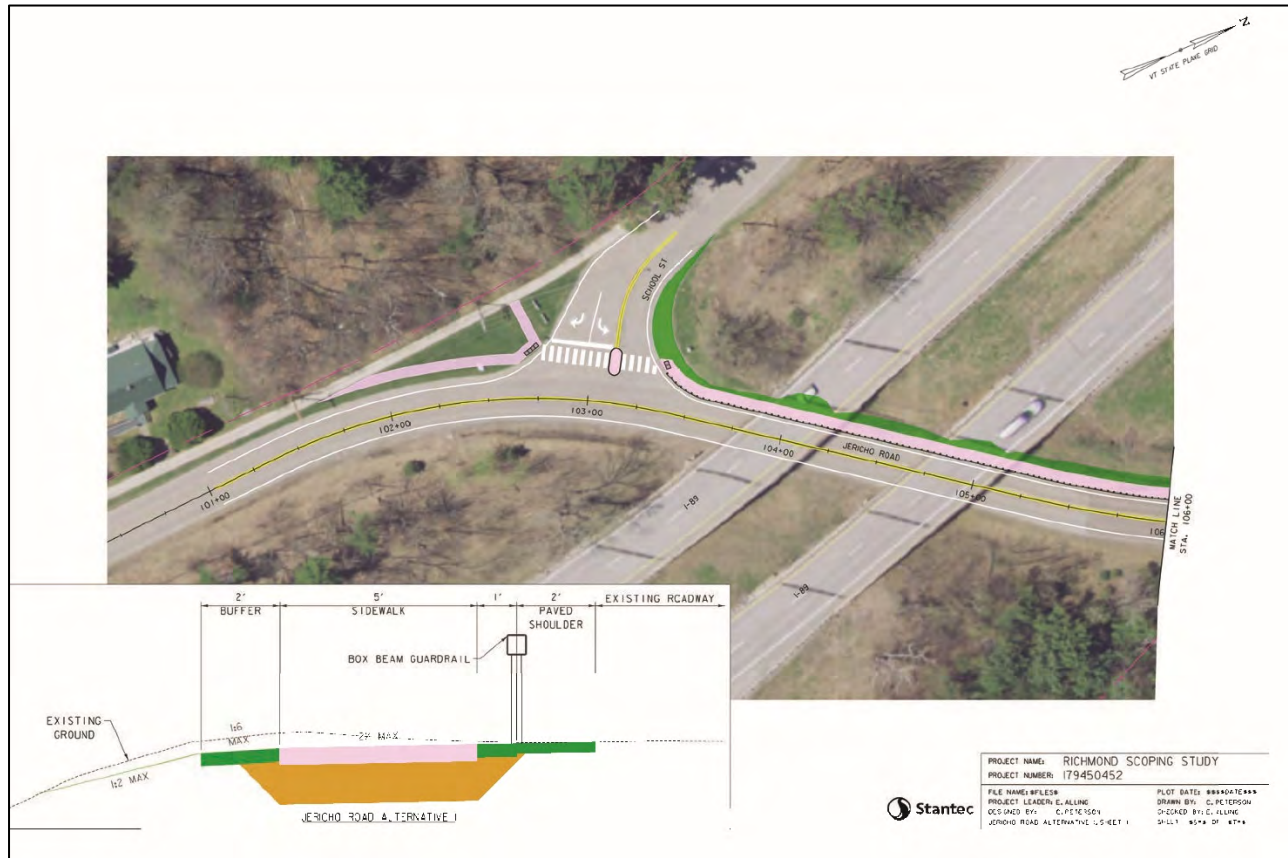 N
VT STATE PLANE GRID
SCHOOL ST
101+00
102+00
103+00
104+00
105+00
106
JERICHO ROAD
I-89
I-89
MATCH LINE
STA. 106+00
2'
BUFFER
5'
SIDEWALK
1'
2'
PAVED
SHOULDER
EXISTING ROADWAY
BOX BEAM GUARDRAIL
EXISTING
GROUND
1:6
MAX
2% MAX
1:2 MAX
JERICHO ROAD ALTERNATIVE 1
Stantec
PROJECT NAME: RICHMOND SCOPING STUDY
PROJECT NUMBER: 179450452
FILE NAME: $FILES$
PROJECT LEADER: E. ALLING
DESIGNED BY: C. PETERSON
JERICHO ROAD ALTERNATIVE 1, SHEET 1
PLOT DATE: $$$$DATE$$$
DRAWN BY: C. PETERSON
CHECKED BY: E. ALLING
SHEET OF